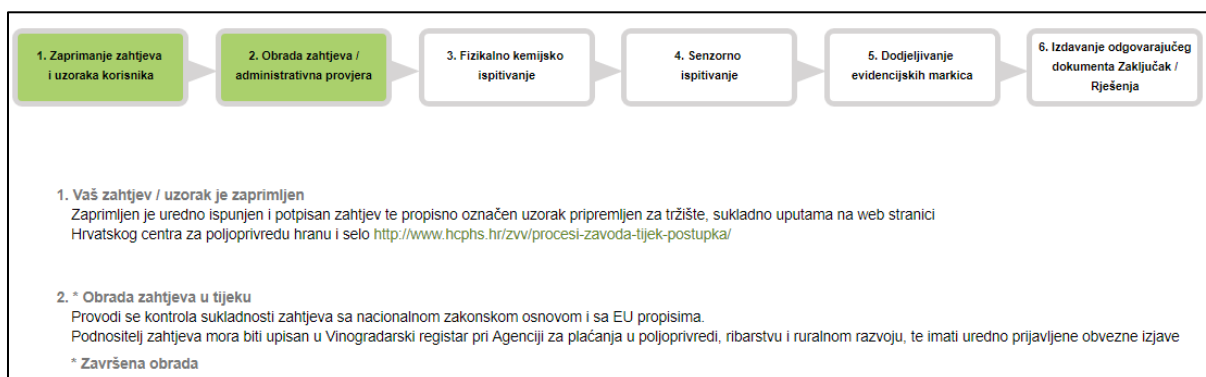 1. Zaprimanje zahtjeva
i uzoraka korisnika
2. Obrada zahtjeva /
administrativna provjera
3. Fizikalno kemijsko
ispitivanje
4. Senzorno
ispitivanje
5. Dodjeljivanje
evidencijskih markica
6. Izdavanje odgovarajućeg
dokumenta Zaključak /
Rješenja
1. Vaš zahtjev / uzorak je zaprimljen
Zaprimljen je uredno ispunjen i potpisan zahtjev te propisno označen uzorak pripremljen za tržište, sukladno uputama na web stranici
Hrvatskog centra za poljoprivredu hranu i selo http://www.hcphs.hr/zvv/procesi-zavoda-tijek-postupka/
2. * Obrada zahtjeva u tijeku
Provodi se kontrola sukladnosti zahtjeva sa nacionalnom zakonskom osnovom i sa EU propisima.
Podnositelj zahtjeva mora biti upisan u Vinogradarski registar pri Agenciji za plaćanja u poljoprivredi, ribarstvu i ruralnom razvoju, te imati uredno prijavljene obvezne izjave
* Završena obrada